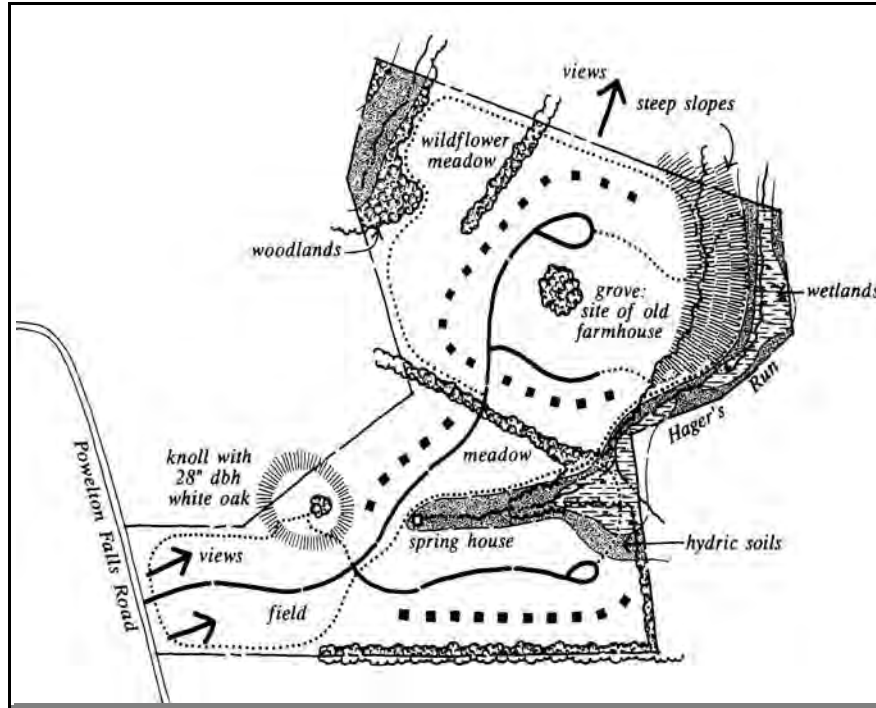 views
steep slopes
wildflower
meadow
woodlands
grove:
site of old
farmhouse
wetlands
Hager's Run
Powelton Falls Road
knoll with
28" dbh
white oak
meadow
spring house
hydric soils
views
field